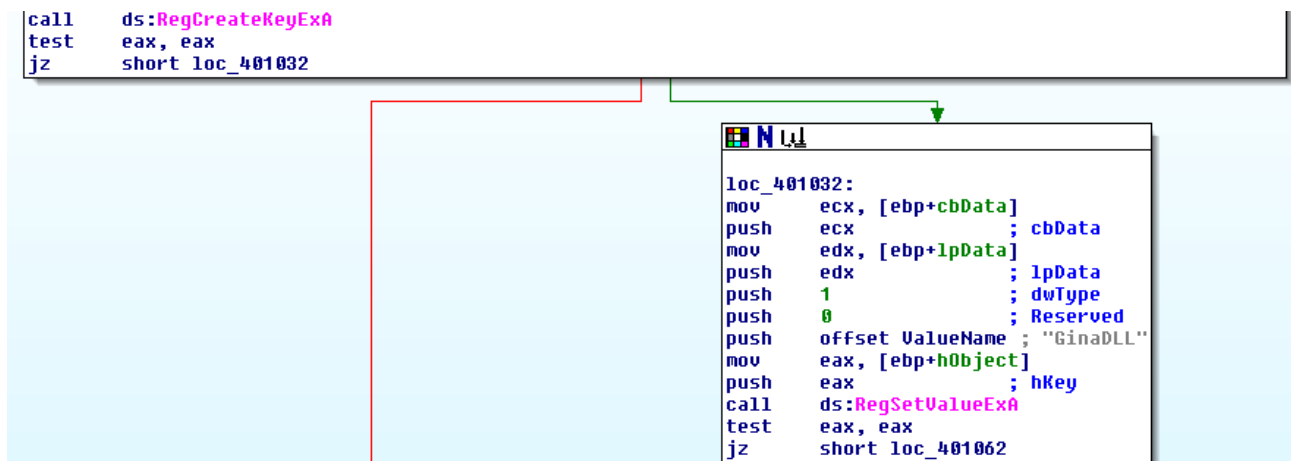 call ds:RegCreateKeyExA
test eax, eax
jz short loc_401032
N
loc_401032:
mov ecx, [ebp+cbData]
push ecx ; cbData
mov edx, [ebp+lpData]
push edx ; lpData
push 1 ; dwType
push 0 ; Reserved
push offset ValueName ; "GinaDLL"
mov eax, [ebp+hObject]
push eax ; hKey
call ds:RegSetValueExA
test eax, eax
jz short loc_401062